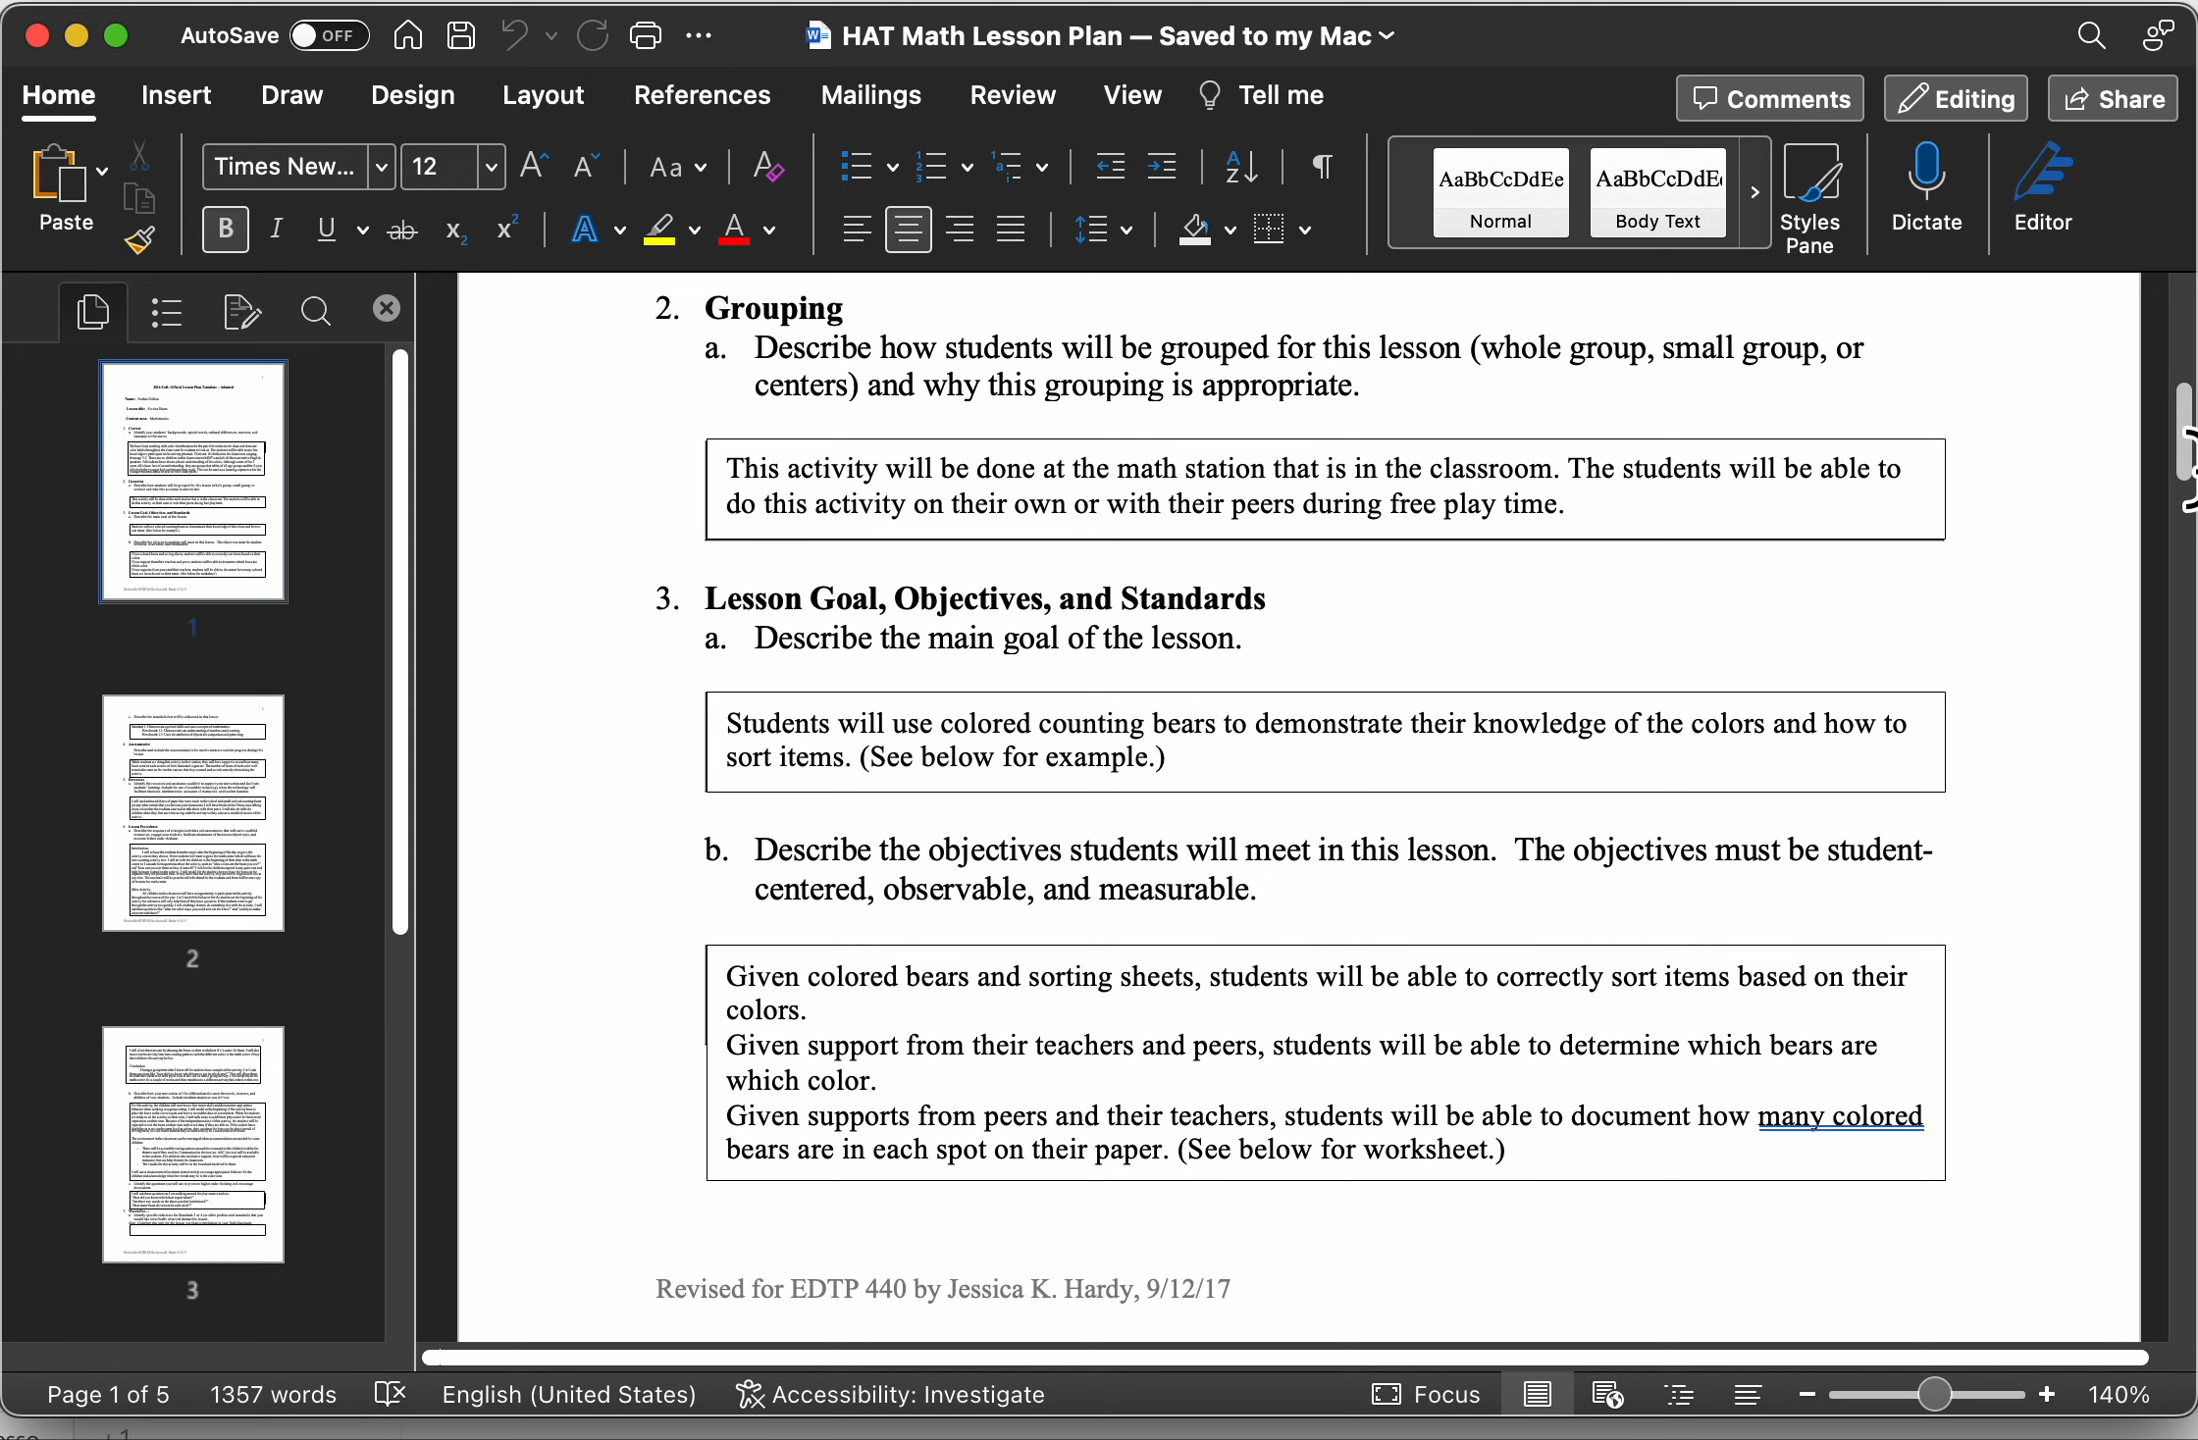 AutoSave OFF HAT Math Lesson Plan — Saved to my Mac
Home Insert Draw Design Layout References Mailings Review View Tell me Comments Editing Share
Paste Times New... 12 Aa AaBbCcDdEe Normal AaBbCcDdE Body Text Styles Pane Dictate Editor
2. Grouping
a. Describe how students will be grouped for this lesson (whole group, small group, or
centers) and why this grouping is appropriate.
This activity will be done at the math station that is in the classroom. The students will be able to
do this activity on their own or with their peers during free play time.
3. Lesson Goal, Objectives, and Standards
a. Describe the main goal of the lesson.
Students will use colored counting bears to demonstrate their knowledge of the colors and how to
sort items. (See below for example.)
b. Describe the objectives students will meet in this lesson. The objectives must be student-
centered, observable, and measurable.
Given colored bears and sorting sheets, students will be able to correctly sort items based on their
colors.
Given support from their teachers and peers, students will be able to determine which bears are
which color.
Given supports from peers and their teachers, students will be able to document how many colored
bears are in each spot on their paper. (See below for worksheet.)
Revised for EDTP 440 by Jessica K. Hardy, 9/12/17
1
2
3
Page 1 of 5 1357 words English (United States) Accessibility: Investigate Focus 140%